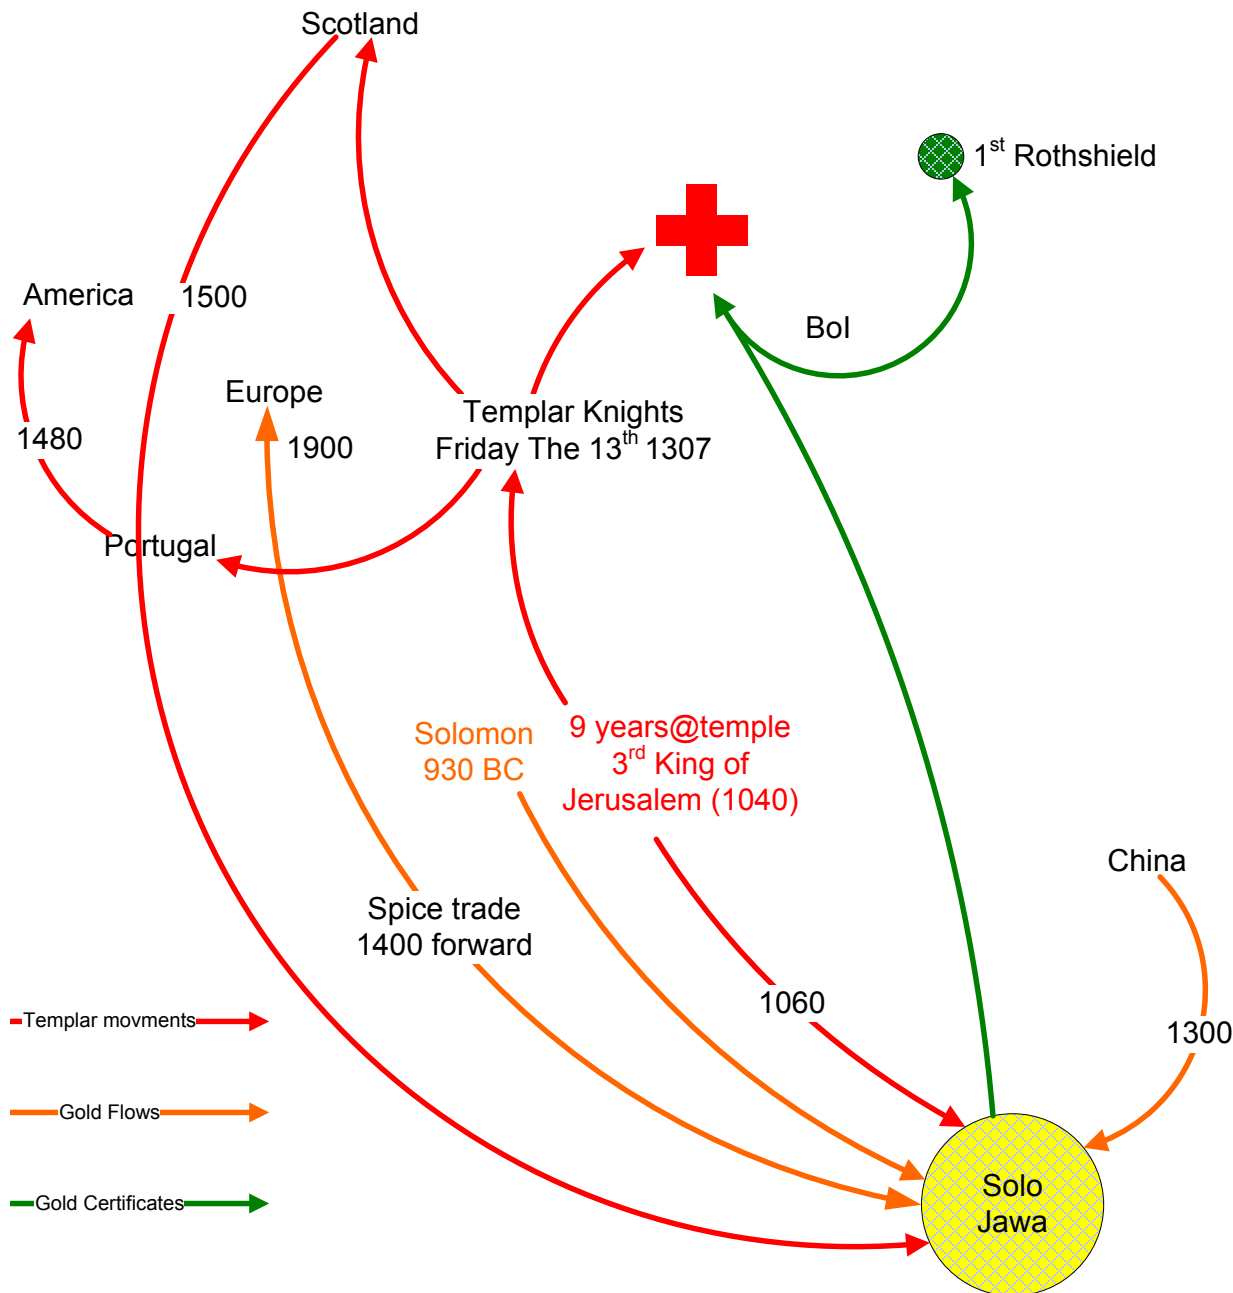 Scotland
1st Rothshield
America
1500
BoI
Europe
1900
Templar Knights
Friday The 13th 1307
1480
Portugal
Solomon
930 BC
9 years@temple
3rd King of
Jerusalem (1040)
China
Spice trade
1400 forward
1060
1300
Templar movments
Gold Flows
Gold Certificates
Solo
Jawa